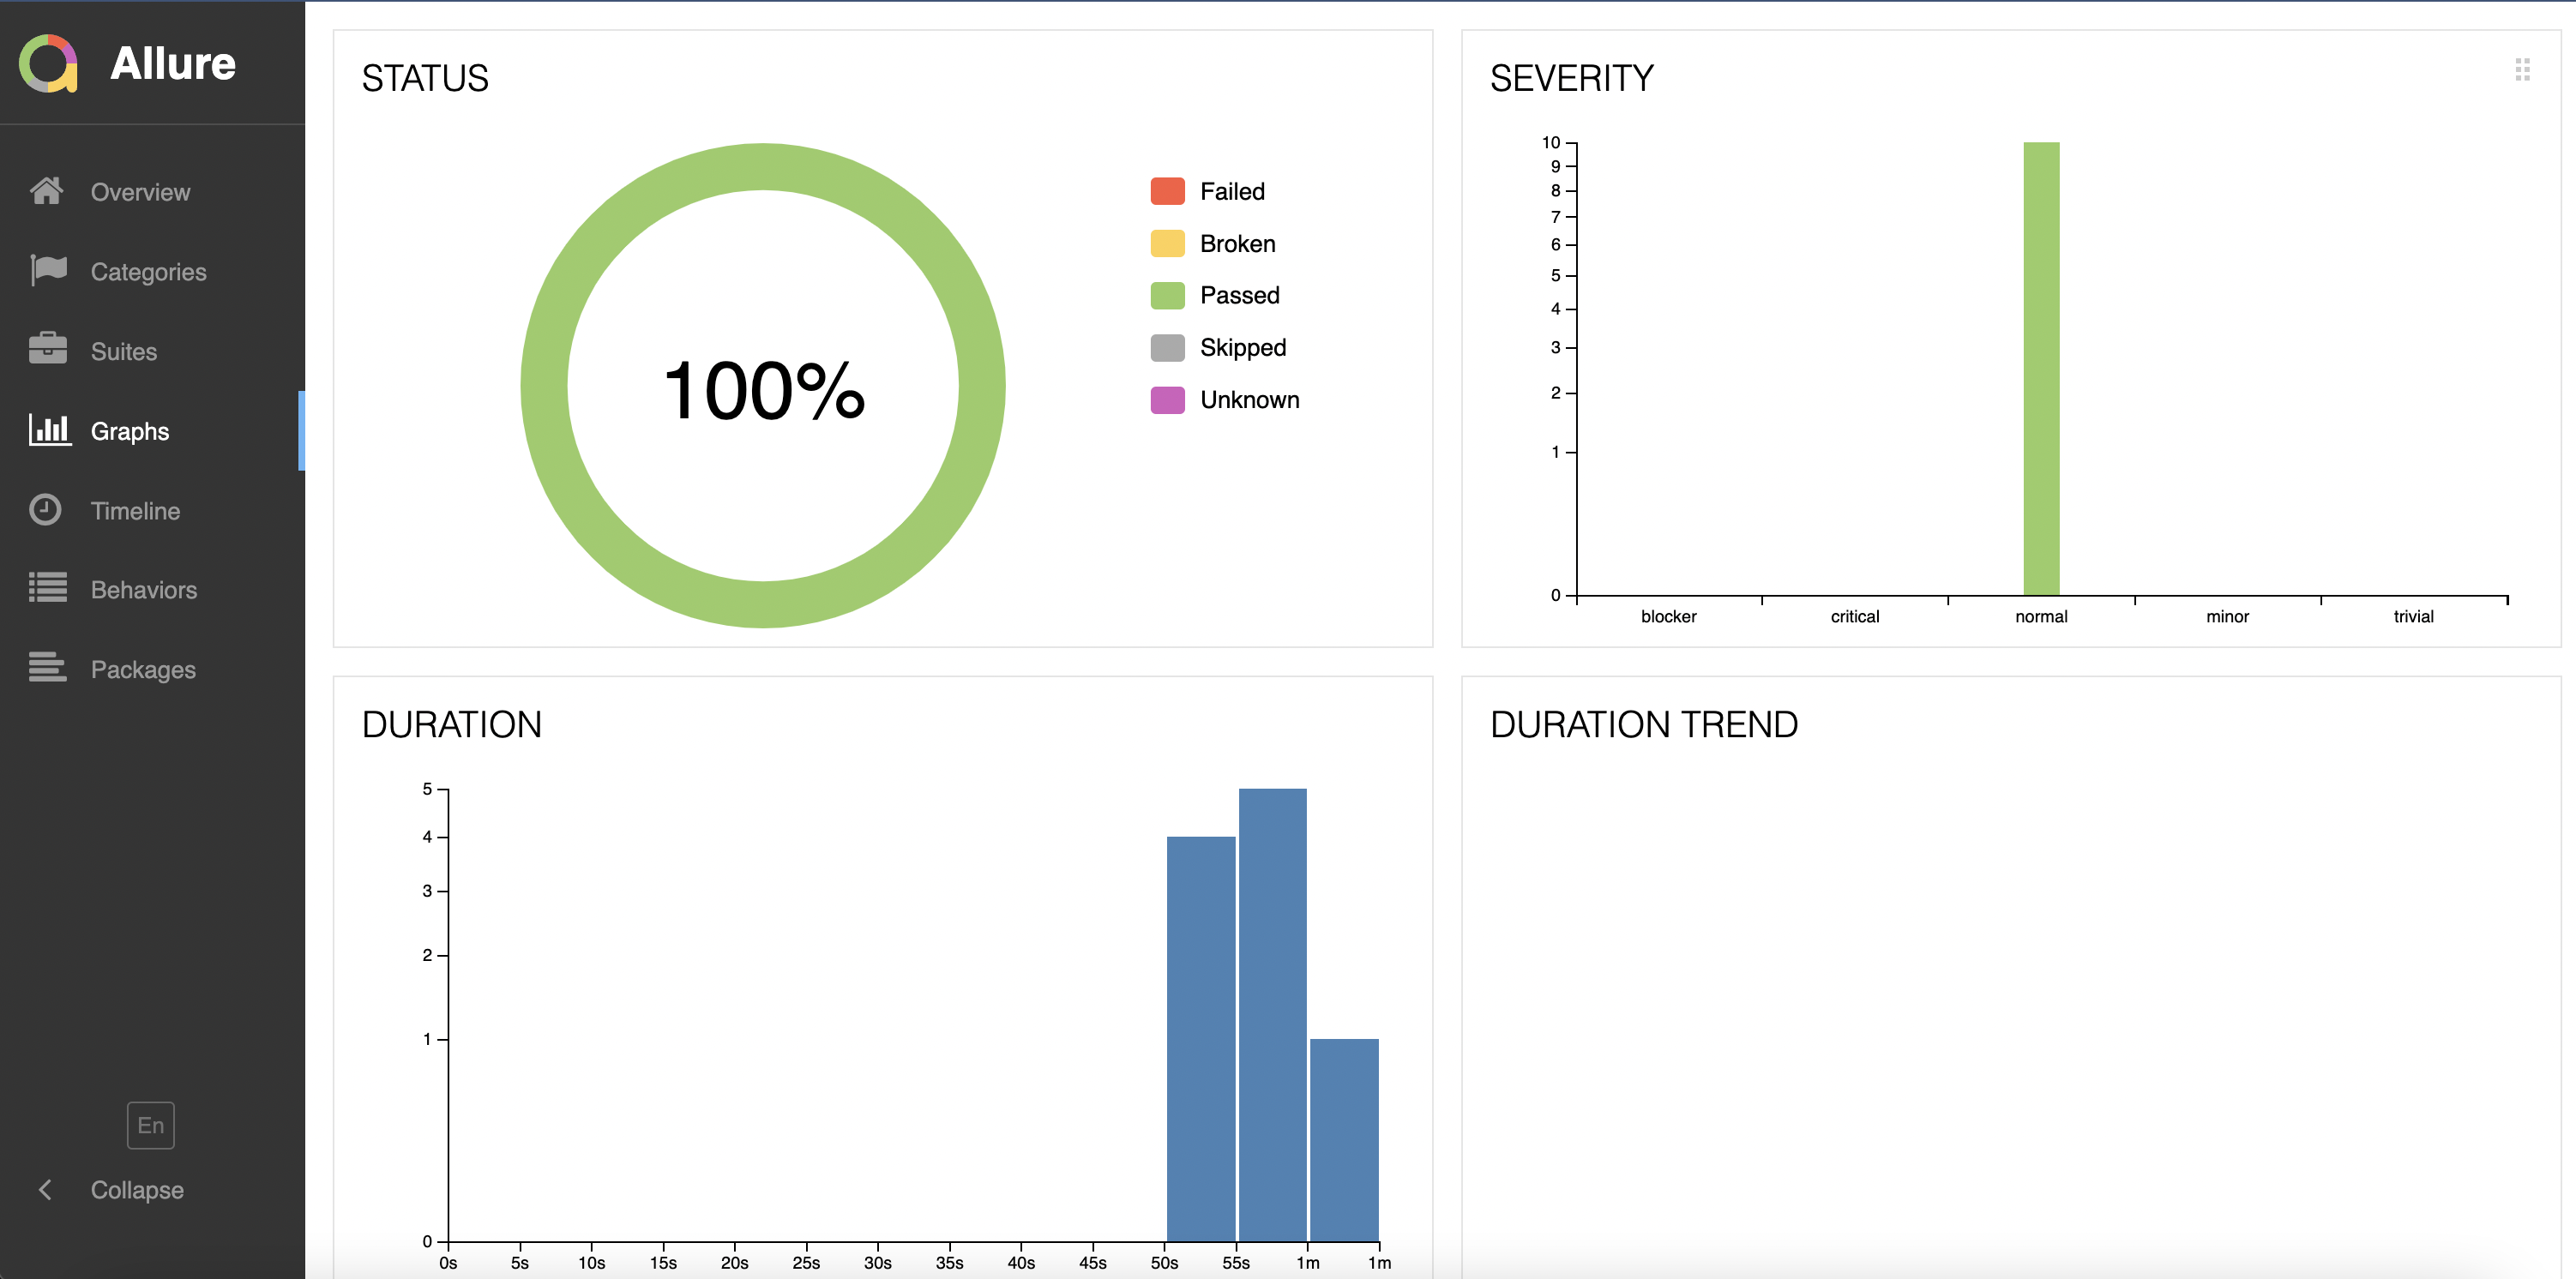 Allure
Overview
Categories
Suites
Graphs
Timeline
Behaviors
Packages
En
Collapse
STATUS
100%
Failed
Broken
Passed
Skipped
Unknown
SEVERITY
10
9
8
7
6
5
4
3
2
1
0
blocker critical normal minor trivial
DURATION
5
4
3
2
1
0
0s 5s 10s 15s 20s 25s 30s 35s 40s 45s 50s 55s 1m 1m
DURATION TREND